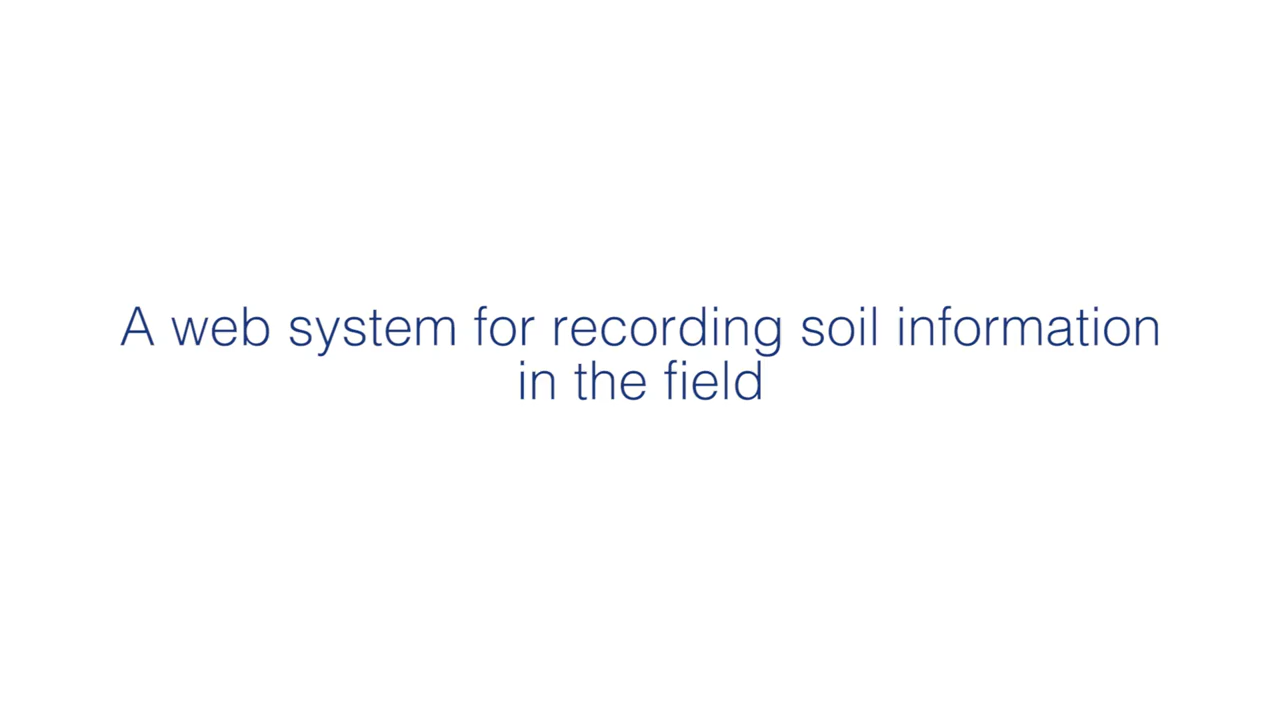 A web system for recording soil information
in the field